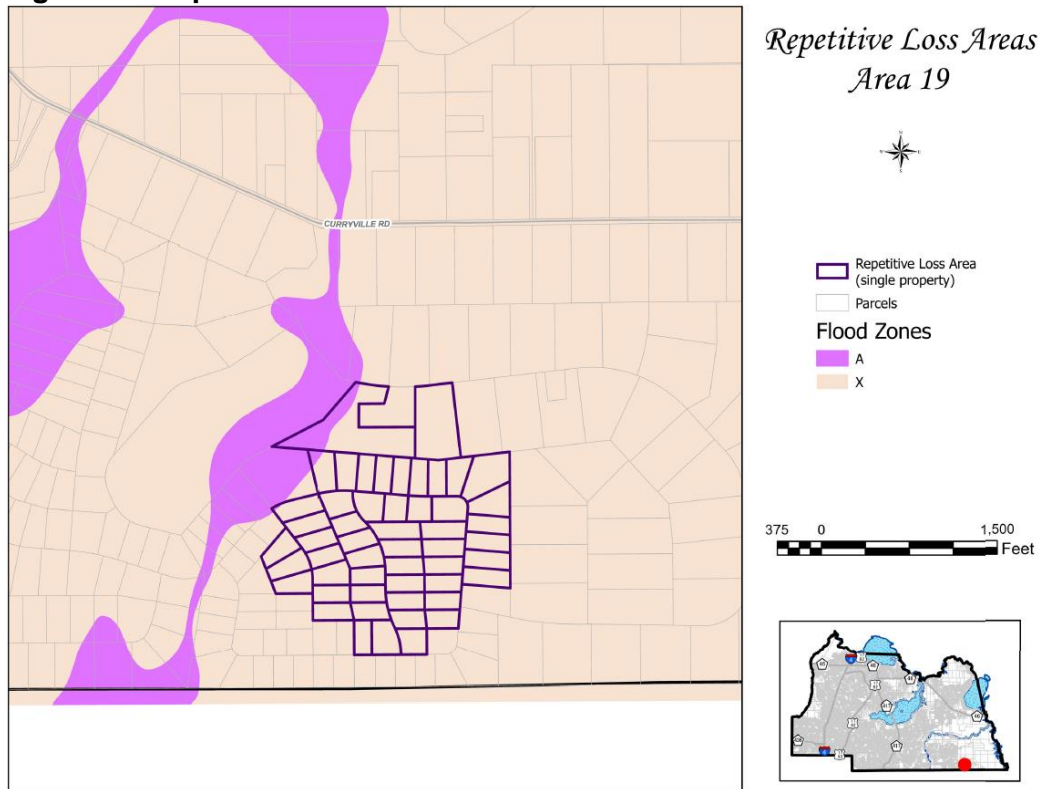 Repetitive Loss Areas
Area 19
CURRYVILLE RD
Repetitive Loss Area
(single property)
Parcels
Flood Zones
A
X
375 0 1,500
Feet